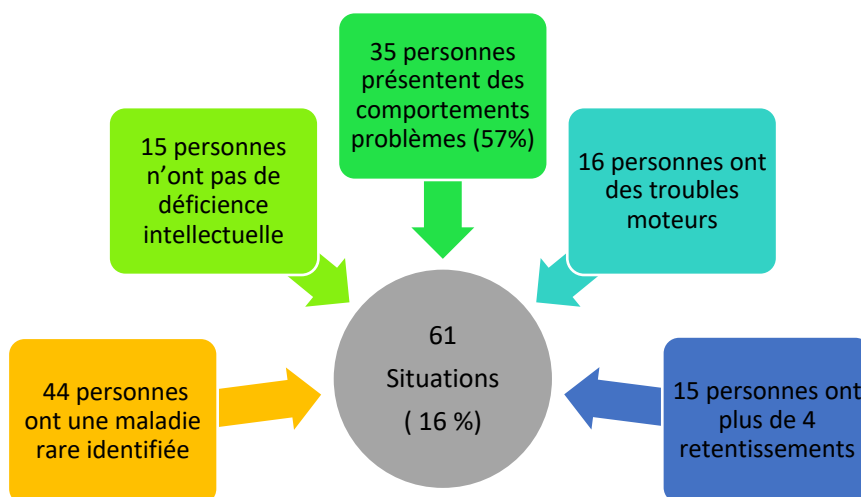 35 personnes
présentent des
comportements
problèmes (57%)
15 personnes
n’ont pas de
déficience
intellectuelle
16 personnes ont
des troubles
moteurs
61
Situations
( 16 %)
44 personnes
ont une maladie
rare identifiée
15 personnes ont
plus de 4
retentissements